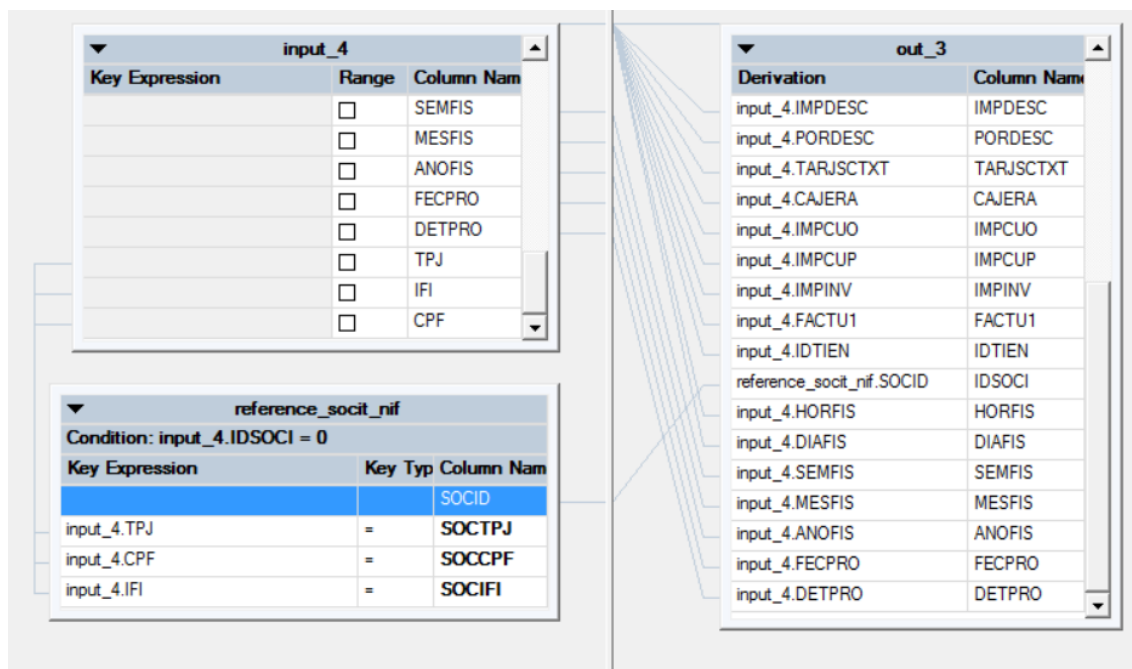 input_4
Key Expression Range Column Nam
SEMFIS
MESFIS
ANOFIS
FECPRO
DETPRO
TPJ
IFI
CPF
reference_socit_nif
Condition: input_4.IDSOCI = 0
Key Expression Key Typ Column Nam
SOCID
input_4.TPJ = SOCTPJ
input_4.CPF = SOCCPF
input_4.IFI = SOCIFI
out_3
Derivation Column Name
input_4.IMPDESC IMPDESC
input_4.PORDESC PORDESC
input_4.TARJSCTXT TARJSCTXT
input_4.CAJERA CAJERA
input_4.IMPCUO IMPCUO
input_4.IMPCUP IMPCUP
input_4.IMPINV IMPINV
input_4.FACTU1 FACTU1
input_4.IDTIEN IDTIEN
reference_socit_nif.SOCID IDSOCI
input_4.HORFIS HORFIS
input_4.DIAFIS DIAFIS
input_4.SEMFIS SEMFIS
input_4.MESFIS MESFIS
input_4.ANOFIS ANOFIS
input_4.FECPRO FECPRO
input_4.DETPRO DETPRO